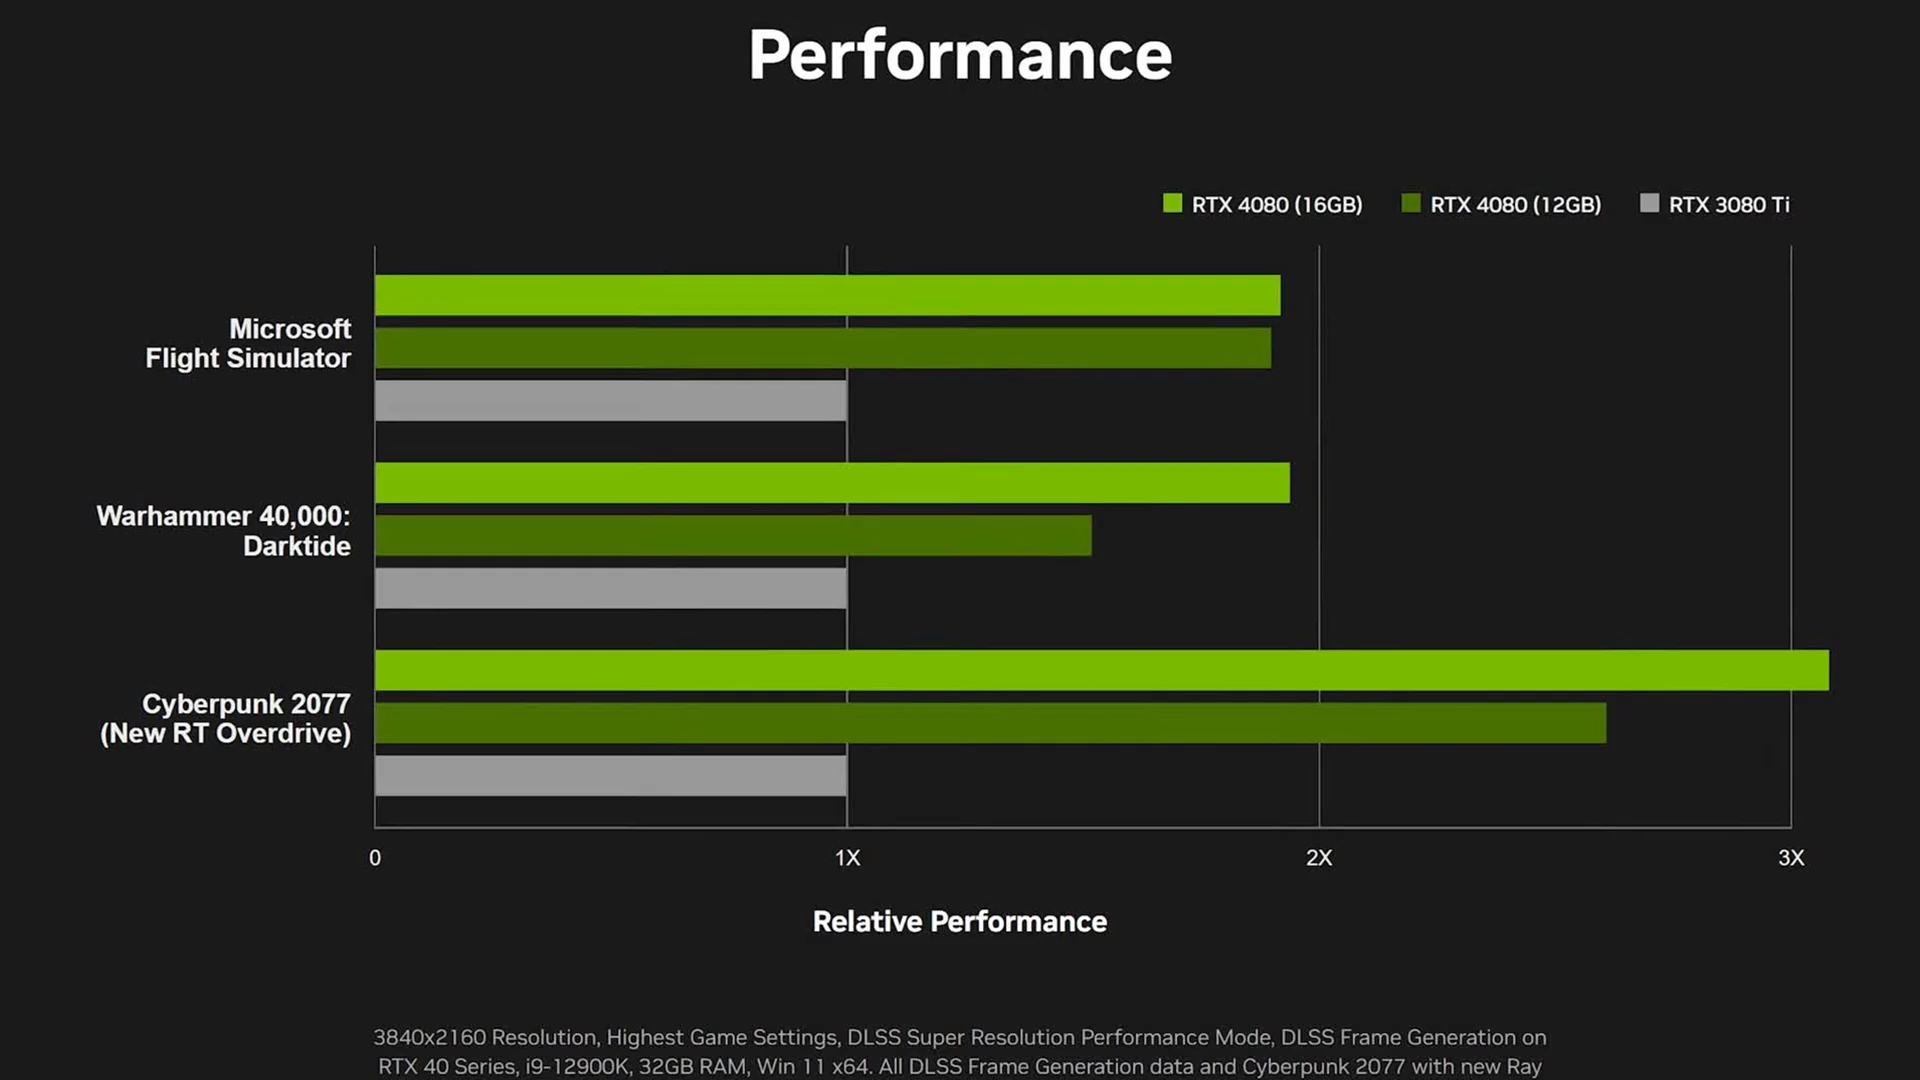 Performance
RTX 4080 (16GB) RTX 4080 (12GB) RTX 3080 Ti
Microsoft
Flight Simulator
Warhammer 40,000:
Darktide
Cyberpunk 2077
(New RT Overdrive)
0 1X 2X 3X
Relative Performance
3840x2160 Resolution, Highest Game Settings, DLSS Super Resolution Performance Mode, DLSS Frame Generation on
RTX 40 Series, i9-12900K, 32GB RAM, Win 11 x64. All DLSS Frame Generation data and Cyberpunk 2077 with new Ray